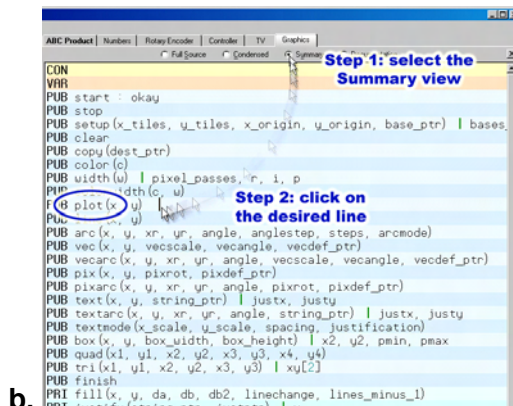 ABC Product Numbers Rotary Encoder Controller TV Graphics
Full Source Condensed Summary
Step 1: select the
Summary view
CON
VAR
PUB start : okay
PUB stop
PUB setup(x_tiles, y_tiles, x_origin, y_origin, base_ptr) | bases_
PUB clear
PUB copy(dest_ptr)
PUB color(c)
PUB width(w) | pixel_passes, r, i, p
PUB (c, w)
Step 2: click on
the desired line
plot(x, y)
PUB (x, y)
PUB arc(x, y, xr, yr, angle, anglestep, steps, arcmode)
PUB vec(x, y, vecscale, vecangle, vecdef_ptr)
PUB vecarc(x, y, xr, yr, angle, vecscale, vecangle, vecdef_ptr)
PUB pix(x, y, pixrot, pixdef_ptr)
PUB pixarc(x, y, xr, yr, angle, pixrot, pixdef_ptr)
PUB text(x, y, string_ptr) | justx, justy
PUB textarc(x, y, xr, yr, angle, string_ptr) | justx, justy
PUB textmode(x_scale, y_scale, spacing, justification)
PUB box(x, y, box_width, box_height) | x2, y2, pmin, pmax
PUB quad(x1, y1, x2, y2, x3, y3, x4, y4)
PUB tri(x1, y1, x2, y2, x3, y3) | xy[2]
PUB finish
PRI fill(x, y, da, db, db2, linechange, lines_minus_1)
b.